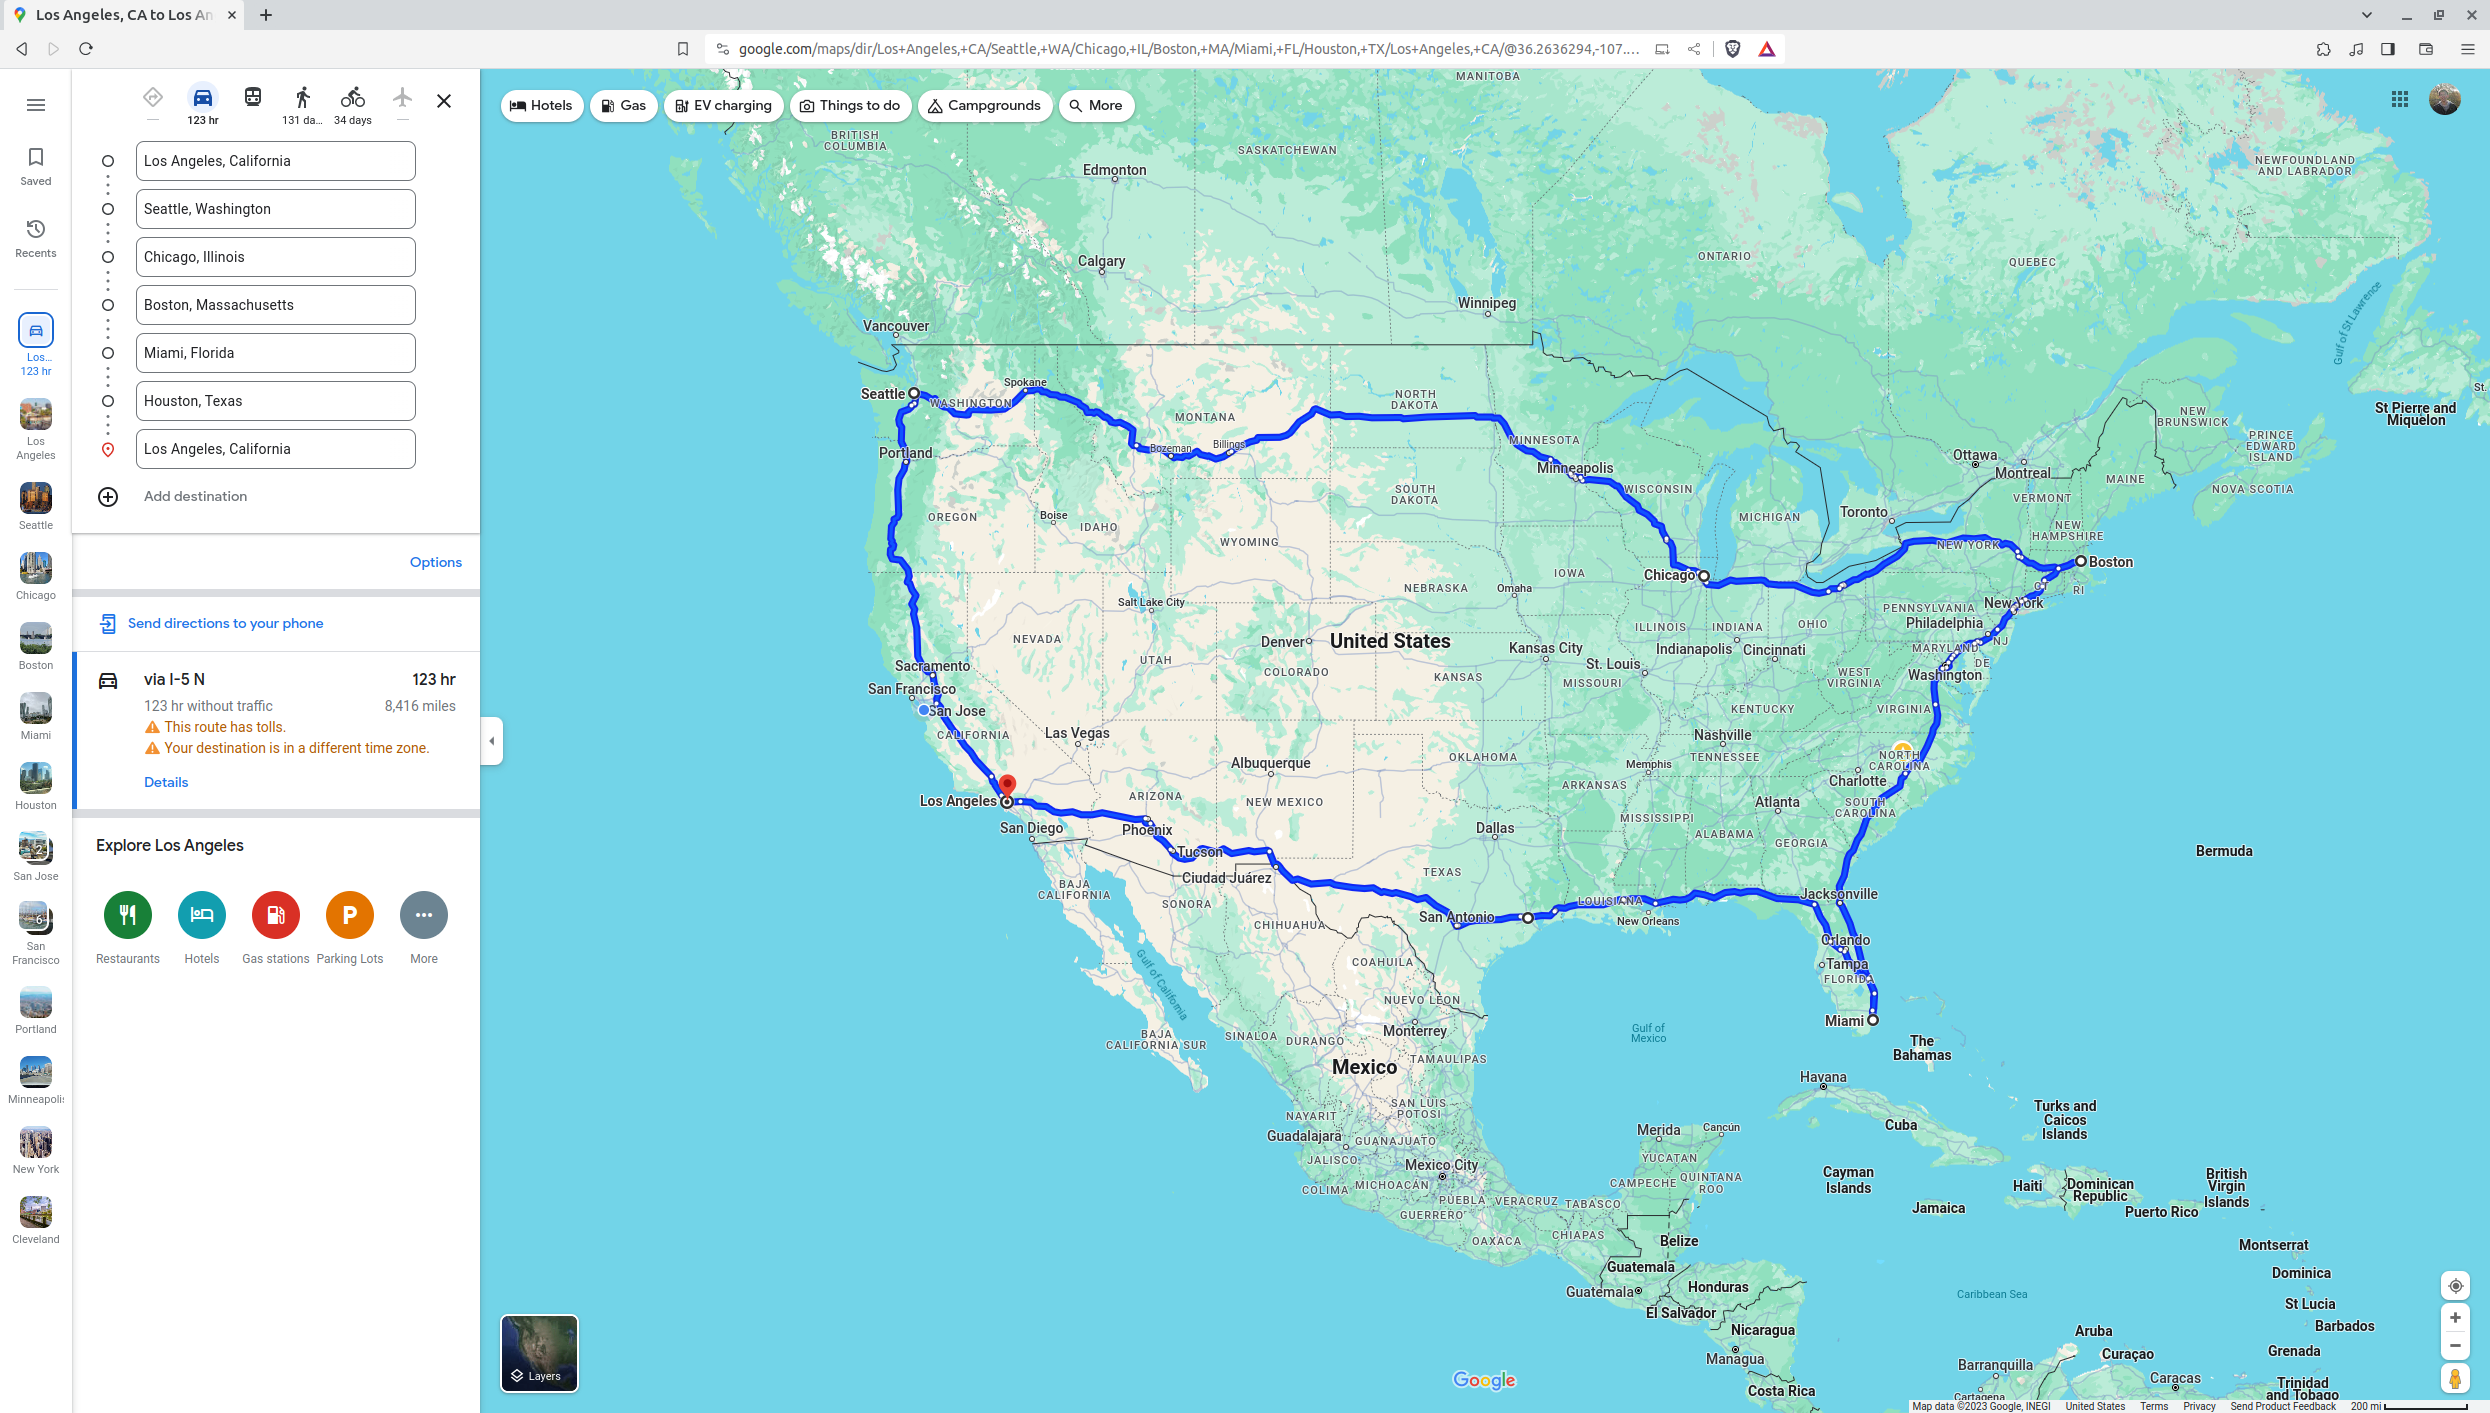 Los Angeles, CA to Los An
google.com/maps/dir/Los+Angeles,+CA/Seattle,+WA/Chicago,+IL/Boston,+MA/Miami,+FL/Houston,+TX/Los+Angeles,+CA/@36.2636294,-107....
123 hr
131 da...
34 days
Los Angeles, California
Seattle, Washington
Chicago, Illinois
Boston, Massachusetts
Miami, Florida
Houston, Texas
Los Angeles, California
Add destination
Options
Send directions to your phone
via I-5 N
123 hr
123 hr without traffic
8,416 miles
This route has tolls.
Your destination is in a different time zone.
Details
Explore Los Angeles
Restaurants
Hotels
Gas stations
Parking Lots
More
Saved
Recents
Los...
123 hr
Los
Angeles
Seattle
Chicago
Boston
Miami
Houston
2
San Jose
6
San
Francisco
Portland
Minneapolis
New York
Cleveland
Hotels
Gas
EV charging
Things to do
Campgrounds
More
MANITOBA
BRITISH
COLUMBIA
SASKATCHEWAN
NEWFOUNDLAND
AND LABRADOR
Edmonton
Calgary
ONTARIO
QUEBEC
Winnipeg
Vancouver
Gulf of St Lawrence
Seattle
Spokane
WASHINGTON
MONTANA
NORTH
DAKOTA
St.
St Pierre and
Miquelon
NEW
BRUNSWICK
PRINCE
EDWARD
ISLAND
Portland
Bozeman
Billings
MINNESOTA
Minneapolis
Ottawa
Montreal
MAINE
NOVA SCOTIA
VERMONT
OREGON
Boise
IDAHO
SOUTH
DAKOTA
WISCONSIN
MICHIGAN
Toronto
NEW
HAMPSHIRE
WYOMING
NEW YORK
Boston
IOWA
Chicago
CT
RI
Salt Lake City
NEBRASKA
Omaha
PENNSYLVANIA
New York
Philadelphia
NEVADA
Denver
United States
ILLINOIS
INDIANA
OHIO
NJ
MARYLAND
Sacramento
UTAH
COLORADO
Kansas City
St. Louis
Indianapolis
Cincinnati
DE
Washington
San Francisco
San Jose
KANSAS
MISSOURI
WEST
VIRGINIA
CALIFORNIA
Las Vegas
KENTUCKY
VIRGINIA
Albuquerque
OKLAHOMA
Nashville
TENNESSEE
NORTH
CAROLINA
Memphis
Charlotte
ARKANSAS
Los Angeles
ARIZONA
NEW MEXICO
Atlanta
SOUTH
CAROLINA
San Diego
Phoenix
Dallas
MISSISSIPPI
ALABAMA
GEORGIA
Bermuda
Tucson
Ciudad Juárez
TEXAS
BAJA
CALIFORNIA
SONORA
Jacksonville
San Antonio
LOUISIANA
New Orleans
CHIHUAHUA
Orlando
Tampa
FLORIDA
COAHUILA
Gulf of California
NUEVO LEON
Monterrey
Miami
BAJA
CALIFORNIA SUR
SINALOA
DURANGO
Gulf of
Mexico
The
Bahamas
TAMAULIPAS
Mexico
Havana
SAN LUIS
POTOSI
NAYARIT
Turks and
Caicos
Islands
Guadalajara
GUANAJUATO
Merida
Cancún
Cuba
JALISCO
YUCATAN
Mexico City
QUINTANA
ROO
CAMPECHE
Cayman
Islands
Haiti
Dominican
Republic
British
Virgin
Islands
COLIMA
MICHOACÁN
PUEBLA
VERACRUZ
TABASCO
GUERRERO
Jamaica
Puerto Rico
OAXACA
CHIAPAS
Belize
Montserrat
Guatemala
Honduras
Guatemala
Dominica
El Salvador
Caribbean Sea
St Lucia
Nicaragua
Aruba
Barbados
Managua
Barranquilla
Curaçao
Grenada
Costa Rica
Cartagena
Caracas
Trinidad
and Tobago
Layers
Google
Map data ©2023 Google, INEGI
United States
Terms
Privacy
Send Product Feedback
200 mi